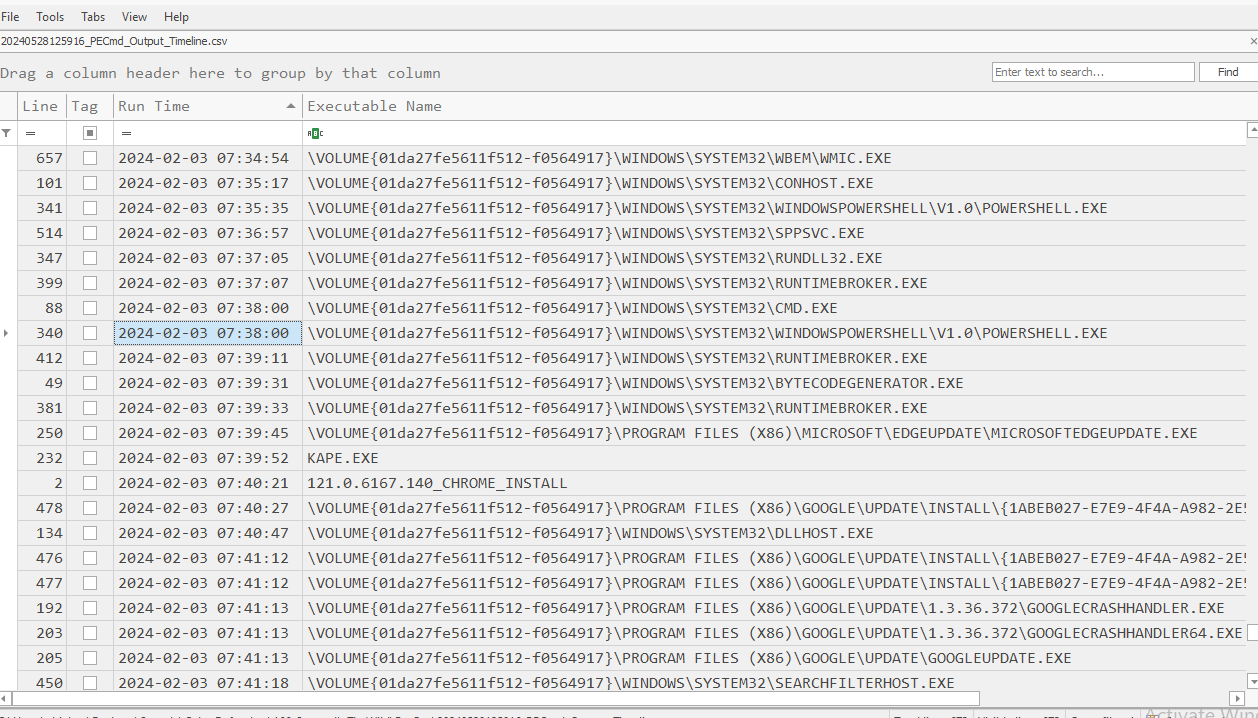 File Tools Tabs View Help
20240528125916_PECmd_Output_Timeline.csv
Drag a column header here to group by that column
Enter text to search... Find
Line Tag Run Time Executable Name
= = ABC
657 2024-02-03 07:34:54 \VOLUME{01da27fe5611f512-f0564917}\WINDOWS\SYSTEM32\WBEM\WMIC.EXE
101 2024-02-03 07:35:17 \VOLUME{01da27fe5611f512-f0564917}\WINDOWS\SYSTEM32\CONHOST.EXE
341 2024-02-03 07:35:35 \VOLUME{01da27fe5611f512-f0564917}\WINDOWS\SYSTEM32\WINDOWSPOWERSHELL\V1.0\POWERSHELL.EXE
514 2024-02-03 07:36:57 \VOLUME{01da27fe5611f512-f0564917}\WINDOWS\SYSTEM32\SPPSVC.EXE
347 2024-02-03 07:37:05 \VOLUME{01da27fe5611f512-f0564917}\WINDOWS\SYSTEM32\RUNDLL32.EXE
399 2024-02-03 07:37:07 \VOLUME{01da27fe5611f512-f0564917}\WINDOWS\SYSTEM32\RUNTIMEBROKER.EXE
88 2024-02-03 07:38:00 \VOLUME{01da27fe5611f512-f0564917}\WINDOWS\SYSTEM32\CMD.EXE
340 2024-02-03 07:38:00 \VOLUME{01da27fe5611f512-f0564917}\WINDOWS\SYSTEM32\WINDOWSPOWERSHELL\V1.0\POWERSHELL.EXE
412 2024-02-03 07:39:11 \VOLUME{01da27fe5611f512-f0564917}\WINDOWS\SYSTEM32\RUNTIMEBROKER.EXE
49 2024-02-03 07:39:31 \VOLUME{01da27fe5611f512-f0564917}\WINDOWS\SYSTEM32\BYTECODEGENERATOR.EXE
381 2024-02-03 07:39:33 \VOLUME{01da27fe5611f512-f0564917}\WINDOWS\SYSTEM32\RUNTIMEBROKER.EXE
250 2024-02-03 07:39:45 \VOLUME{01da27fe5611f512-f0564917}\PROGRAM FILES (X86)\MICROSOFT\EDGEUPDATE\MICROSOFTEDGEUPDATE.EXE
232 2024-02-03 07:39:52 KAPE.EXE
2 2024-02-03 07:40:21 121.0.6167.140_CHROME_INSTALL
478 2024-02-03 07:40:27 \VOLUME{01da27fe5611f512-f0564917}\PROGRAM FILES (X86)\GOOGLE\UPDATE\INSTALL\{1ABEB027-E7E9-4F4A-A982-2E5
134 2024-02-03 07:40:47 \VOLUME{01da27fe5611f512-f0564917}\WINDOWS\SYSTEM32\DLLHOST.EXE
476 2024-02-03 07:41:12 \VOLUME{01da27fe5611f512-f0564917}\PROGRAM FILES (X86)\GOOGLE\UPDATE\INSTALL\{1ABEB027-E7E9-4F4A-A982-2E5
477 2024-02-03 07:41:12 \VOLUME{01da27fe5611f512-f0564917}\PROGRAM FILES (X86)\GOOGLE\UPDATE\INSTALL\{1ABEB027-E7E9-4F4A-A982-2E5
192 2024-02-03 07:41:13 \VOLUME{01da27fe5611f512-f0564917}\PROGRAM FILES (X86)\GOOGLE\UPDATE\1.3.36.372\GOOGLECRASHHANDLER.EXE
203 2024-02-03 07:41:13 \VOLUME{01da27fe5611f512-f0564917}\PROGRAM FILES (X86)\GOOGLE\UPDATE\1.3.36.372\GOOGLECRASHHANDLER64.EXE
205 2024-02-03 07:41:13 \VOLUME{01da27fe5611f512-f0564917}\PROGRAM FILES (X86)\GOOGLE\UPDATE\GOOGLEUPDATE.EXE
450 2024-02-03 07:41:18 \VOLUME{01da27fe5611f512-f0564917}\WINDOWS\SYSTEM32\SEARCHFILTERHOST.EXE
Activate Wind